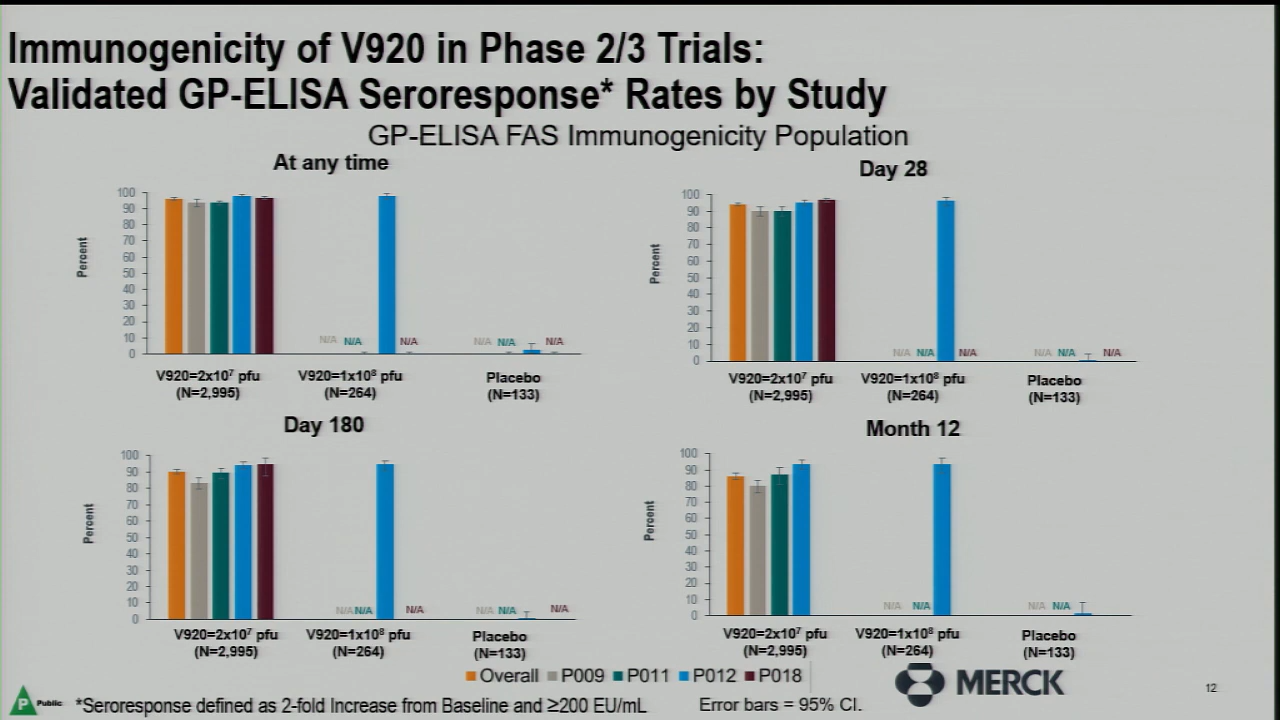 Immunogenicity of V920 in Phase 2/3 Trials:
Validated GP-ELISA Seroresponse* Rates by Study
GP-ELISA FAS Immunogenicity Population
At any time
Percent
100
90
80
70
60
50
40
30
20
10
0
N/A N/A N/A
N/A N/A N/A
V920=2x10⁷ pfu
(N=2,995)
V920=1x10⁸ pfu
(N=264)
Placebo
(N=133)
Day 28
Percent
100
90
80
70
60
50
40
30
20
10
0
N/A N/A N/A
N/A N/A N/A
V920=2x10⁷ pfu
(N=2,995)
V920=1x10⁸ pfu
(N=264)
Placebo
(N=133)
Day 180
Percent
100
90
80
70
60
50
40
30
20
10
0
N/A N/A N/A
N/A N/A N/A
V920=2x10⁷ pfu
(N=2,995)
V920=1x10⁸ pfu
(N=264)
Placebo
(N=133)
Month 12
Percent
100
90
80
70
60
50
40
30
20
10
0
N/A N/A
N/A N/A
V920=2x10⁷ pfu
(N=2,995)
V920=1x10⁸ pfu
(N=264)
Placebo
(N=133)
Overall P009 P011 P012 P018
MERCK
P Public
*Seroresponse defined as 2-fold Increase from Baseline and ≥200 EU/mL
Error bars = 95% CI.
12